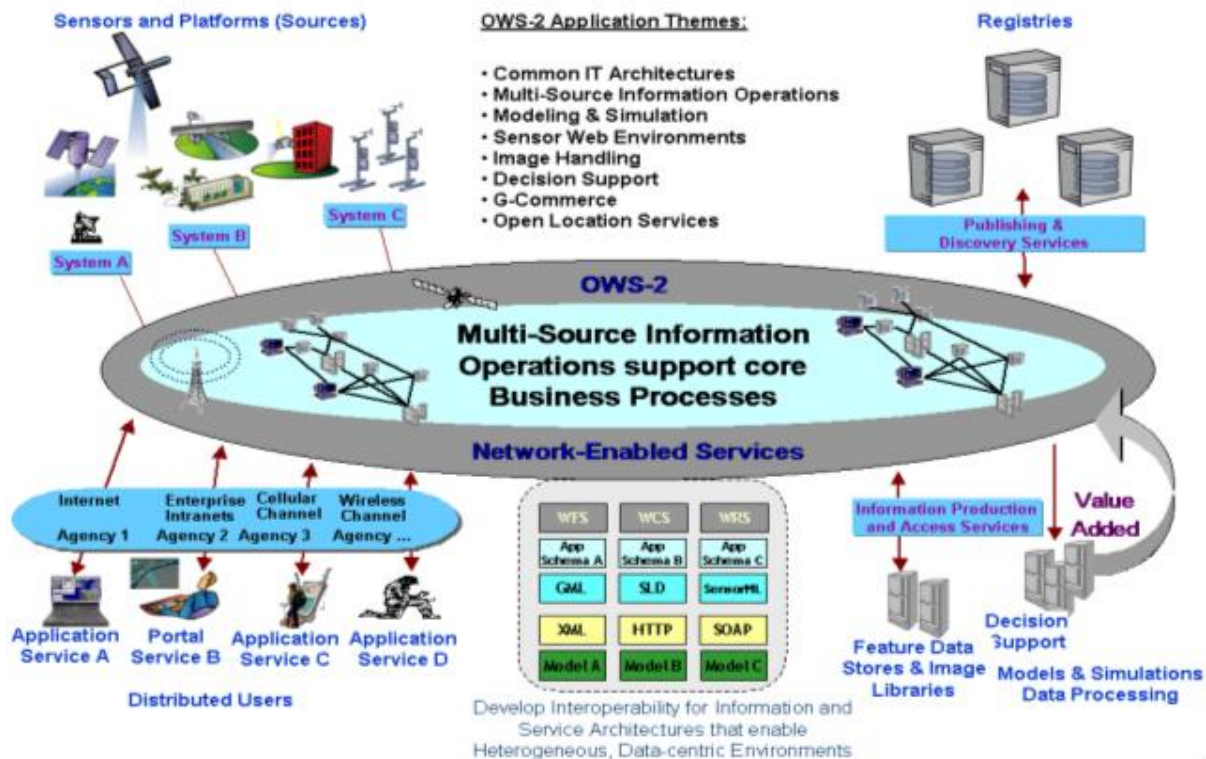 Sensors and Platforms (Sources)
OWS-2 Application Themes:
• Common IT Architectures
• Multi-Source Information Operations
• Modeling & Simulation
• Sensor Web Environments
• Image Handling
• Decision Support
• G-Commerce
• Open Location Services
Registries
System A
System B
System C
Publishing &
Discovery Services
OWS-2
Multi-Source Information
Operations support core
Business Processes
Network-Enabled Services
Internet
Agency 1
Enterprise
Intranets
Agency 2
Cellular
Channel
Agency 3
Wireless
Channel
Agency ...
Application
Service A
Portal
Service B
Application
Service C
Application
Service D
Distributed Users
WFS
WCS
WRS
App
Schema A
App
Schema B
App
Schema C
GML
SLD
SensorML
XML
HTTP
SOAP
Model A
Model B
Model C
Develop Interoperability for Information and
Service Architectures that enable
Heterogeneous, Data-centric Environments
Information Production
and Access Services
Value
Added
Feature Data
Stores & Image
Libraries
Decision
Support
Models & Simulations
Data Processing